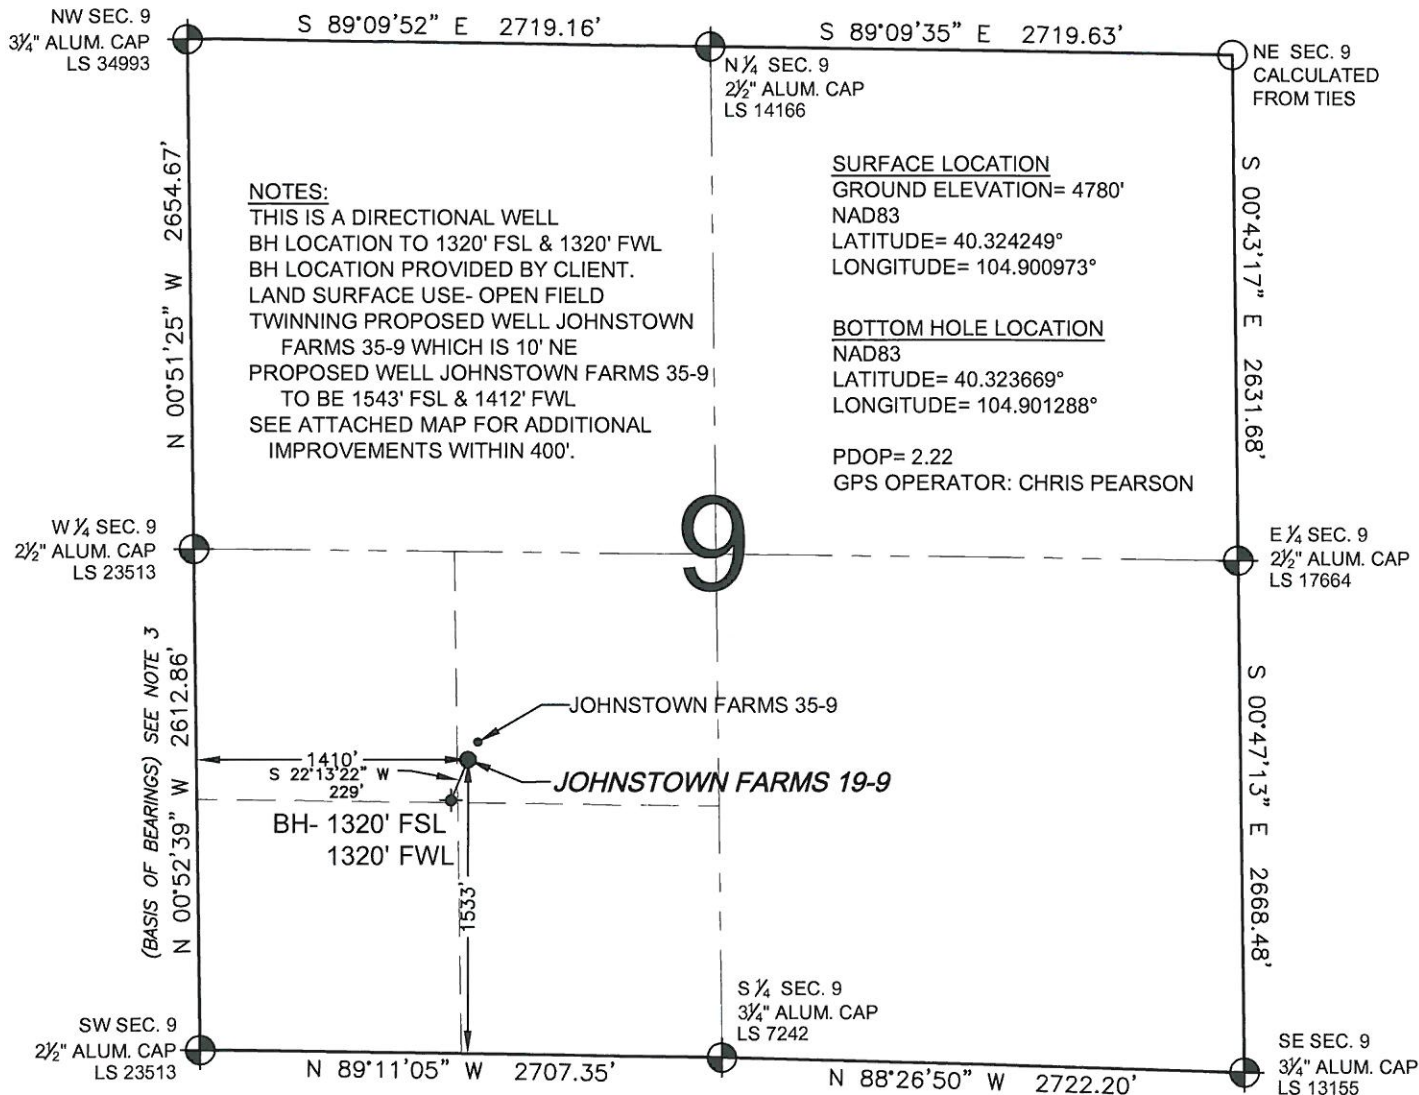 NW SEC. 9
3¼" ALUM. CAP
LS 34993
S 89°09'52" E 2719.16'
S 89°09'35" E 2719.63'
N ¼ SEC. 9
2½" ALUM. CAP
LS 14166
NE SEC. 9
CALCULATED
FROM TIES
N 00°51'25" W 2654.67'
NOTES:
THIS IS A DIRECTIONAL WELL
BH LOCATION TO 1320' FSL & 1320' FWL
BH LOCATION PROVIDED BY CLIENT.
LAND SURFACE USE- OPEN FIELD
TWINNING PROPOSED WELL JOHNSTOWN
FARMS 35-9 WHICH IS 10' NE
PROPOSED WELL JOHNSTOWN FARMS 35-9
TO BE 1543' FSL & 1412' FWL
SEE ATTACHED MAP FOR ADDITIONAL
IMPROVEMENTS WITHIN 400'.
SURFACE LOCATION
GROUND ELEVATION= 4780'
NAD83
LATITUDE= 40.324249°
LONGITUDE= 104.900973°
BOTTOM HOLE LOCATION
NAD83
LATITUDE= 40.323669°
LONGITUDE= 104.901288°
PDOP= 2.22
GPS OPERATOR: CHRIS PEARSON
S 00°43'17" E 2631.68'
9
W ¼ SEC. 9
2½" ALUM. CAP
LS 23513
E ¼ SEC. 9
2½" ALUM. CAP
LS 17664
(BASIS OF BEARINGS) SEE NOTE 3
N 00°52'39" W 2612.86'
JOHNSTOWN FARMS 35-9
1410'
S 22°13'22" W
229'
JOHNSTOWN FARMS 19-9
BH- 1320' FSL
1320' FWL
1533'
S 00°47'13" E 2668.48'
SW SEC. 9
2½" ALUM. CAP
LS 23513
N 89°11'05" W 2707.35'
S ¼ SEC. 9
3¼" ALUM. CAP
LS 7242
N 88°26'50" W 2722.20'
SE SEC. 9
3¼" ALUM. CAP
LS 13155